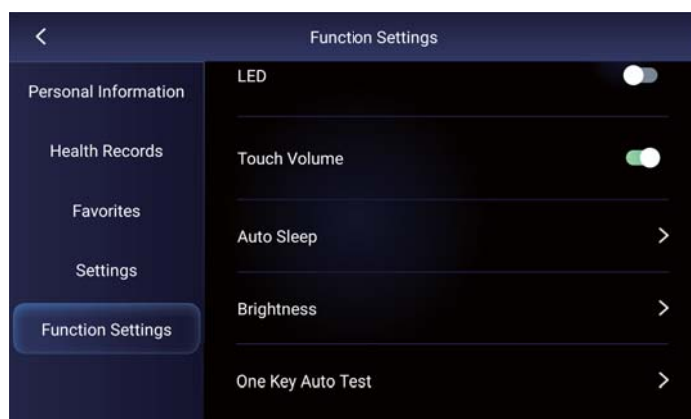 Function Settings
Personal Information
Health Records
Favorites
Settings
Function Settings
LED
Touch Volume
Auto Sleep
Brightness
One Key Auto Test